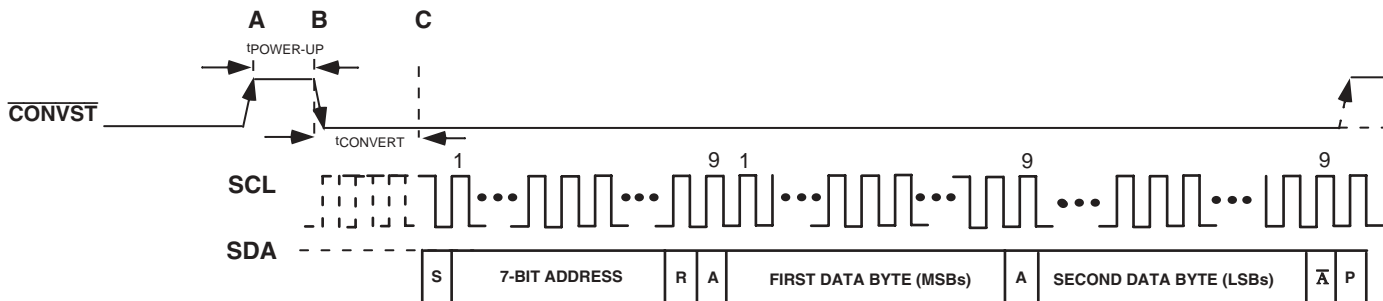 A B C
tPOWER-UP
CONVST
tCONVERT
1 9 1 9 9
SCL
SDA
S 7-BIT ADDRESS R A FIRST DATA BYTE (MSBs) A SECOND DATA BYTE (LSBs) A P